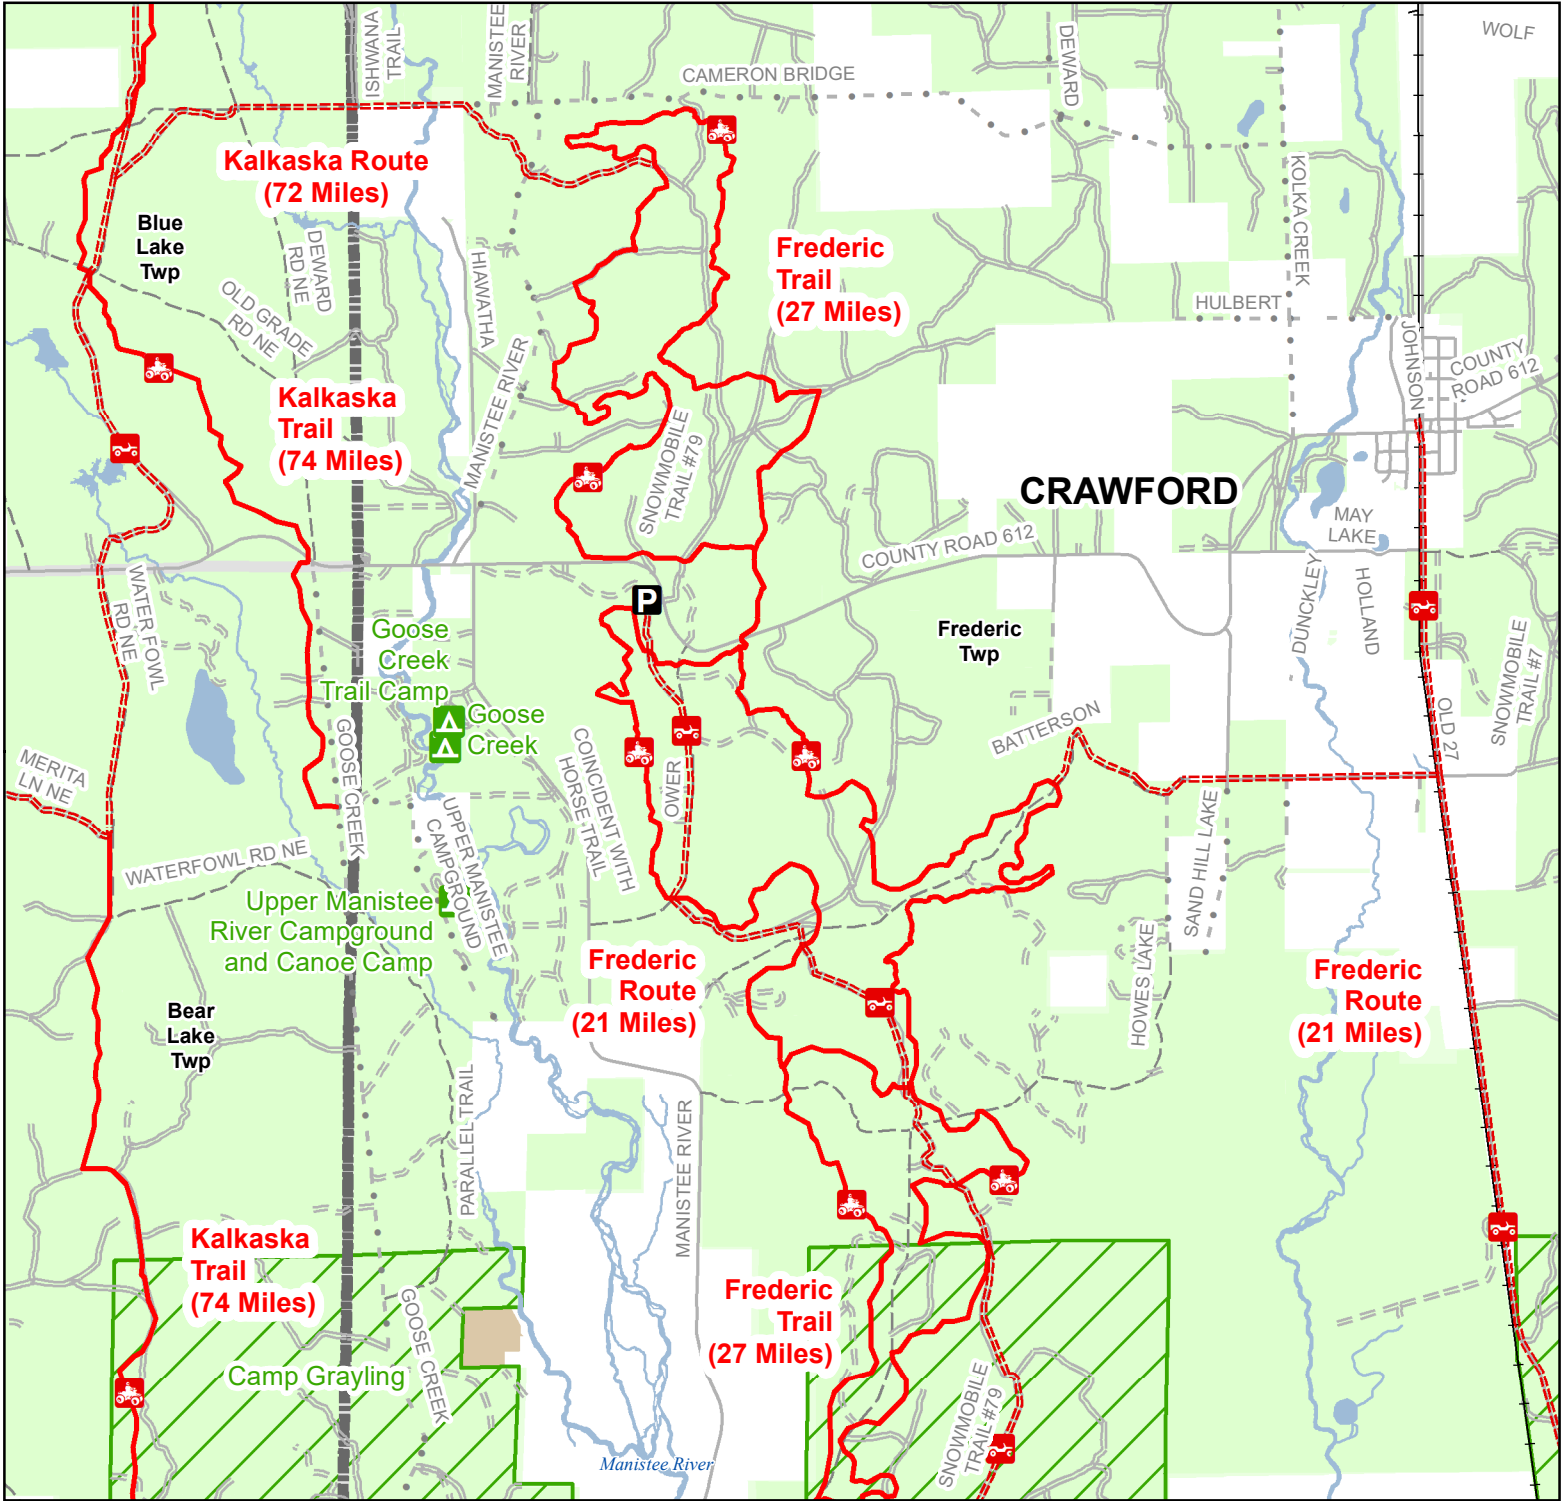 WOLF
ISHWANA
TRAIL
MANISTEE
RIVER
CAMERON BRIDGE
DEWARD
Kalkaska Route
(72 Miles)
KOLKA CREEK
Blue
Lake
Twp
DEWARD
RD NE
HIAWATHA
Frederic
Trail
(27 Miles)
OLD GRADE
RD NE
HULBERT
JOHNSON
COUNTY
ROAD 612
MANISTEE RIVER
Kalkaska
Trail
(74 Miles)
SNOWMOBILE
TRAIL #79
CRAWFORD
MAY
LAKE
COUNTY ROAD 612
WATER FOWL
RD NE
P
DUNCKLEY
HOLLAND
Goose
Creek
Trail Camp
Frederic
Twp
SNOWMOBILE
TRAIL #7
Goose
Creek
GOOSE CREEK
OLD 27
BATTERSON
MERITA
LN NE
COINCIDENT WITH
HORSE TRAIL
LOWER
UPPER MANISTEE
CAMPGROUND
SAND HILL LAKE
WATERFOWL RD NE
Upper Manistee
River Campground
and Canoe Camp
HOWES LAKE
Frederic
Route
(21 Miles)
Frederic
Route
(21 Miles)
Bear
Lake
Twp
PARALLEL TRAIL
MANISTEE RIVER
Kalkaska
Trail
(74 Miles)
Frederic
Trail
(27 Miles)
GOOSE CREEK
Camp Grayling
SNOWMOBILE
TRAIL #79
Manistee River